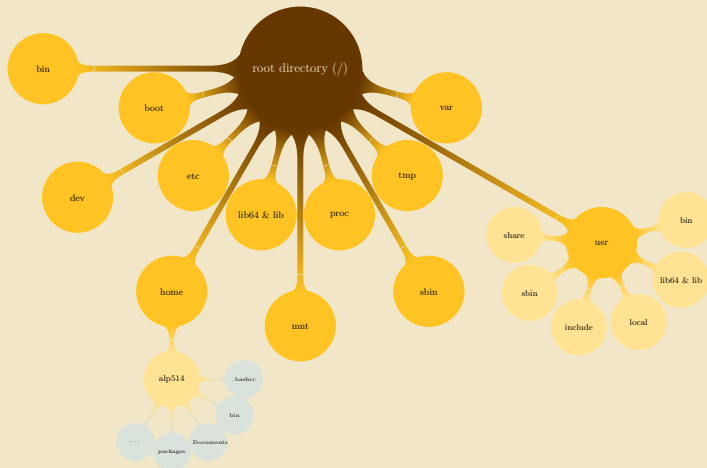 root directory (/)
bin
boot
var
etc
tmp
dev
lib64 & lib
proc
usr
share
bin
lib64 & lib
sbin
include
local
home
mnt
sbin
alp514
.bashrc
bin
Documents
packages
...